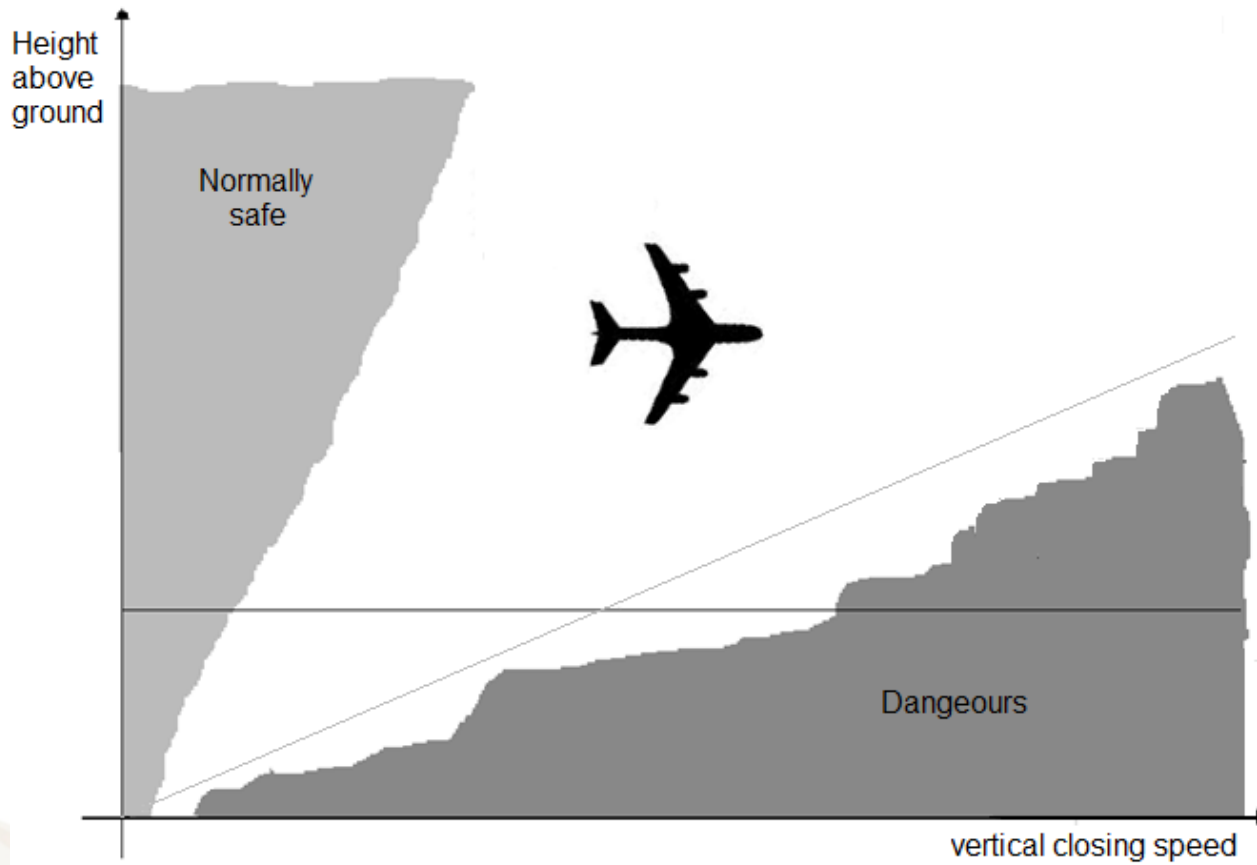 Height
above
ground
Normally
safe
Dangeours
vertical closing speed